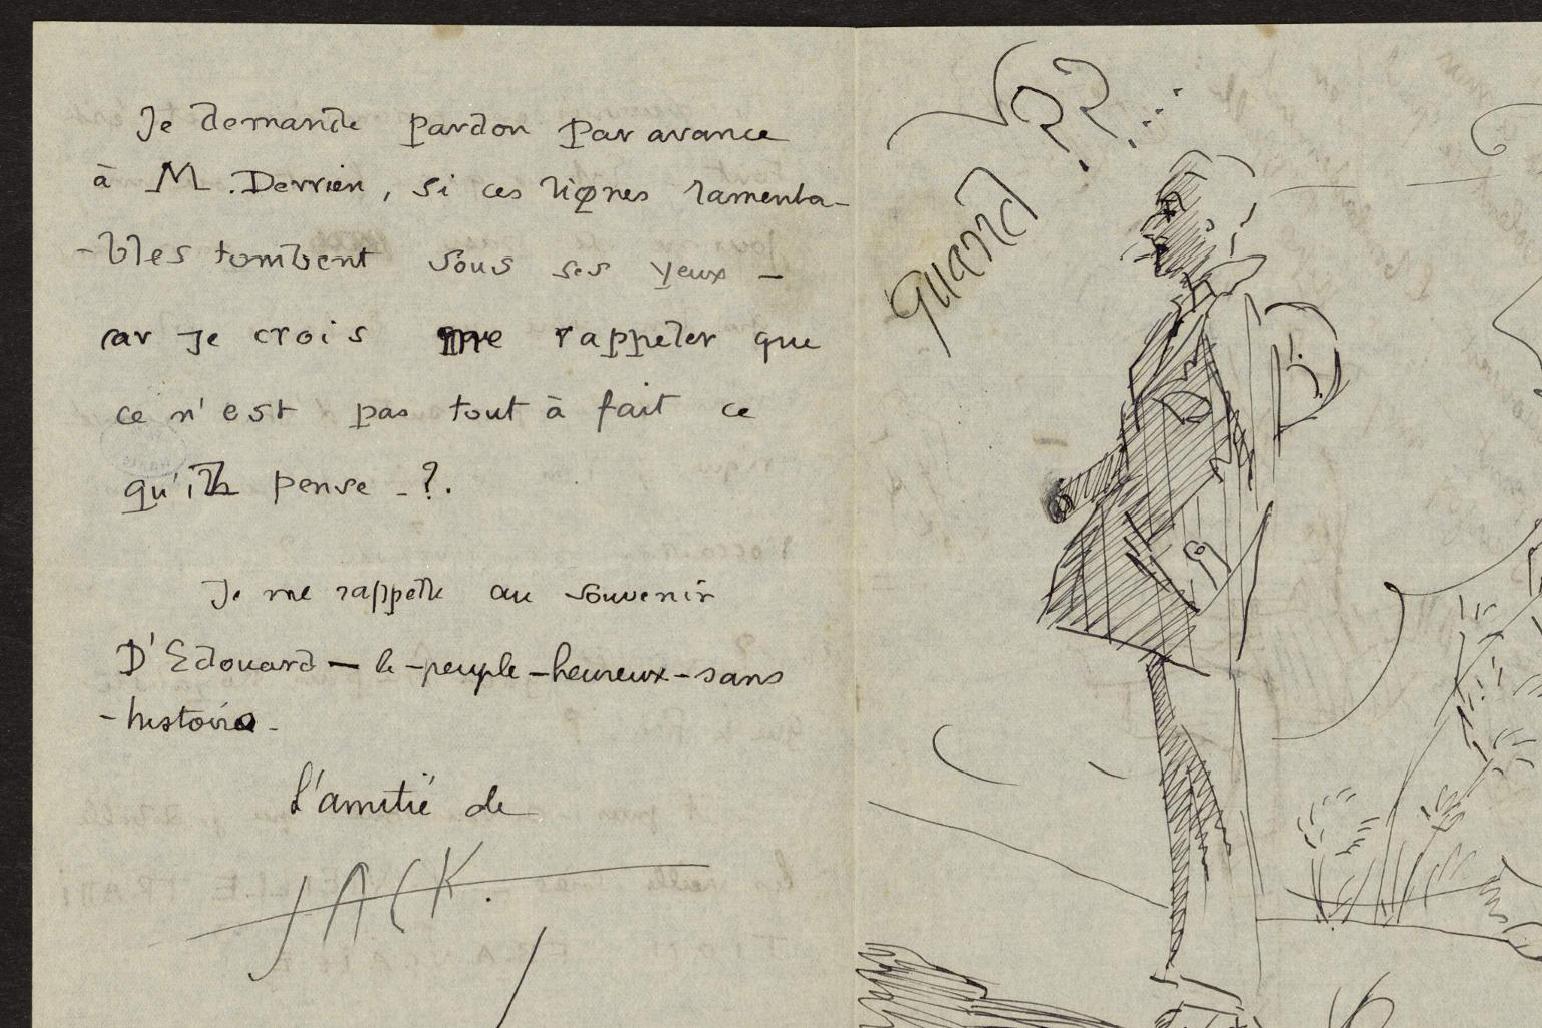 Je demande pardon par avance
à M. Derrien, si ces lignes lamenta-
-bles tombent sous ses yeux -
car je crois me rappeler que
ce n'est pas tout à fait ce
qu'il pense - ?.
Je me rappelle au souvenir
D'Edouard - le - peuple - heureux - sans
- histoire -
L'amitié de
JACK.
Quand ?? ...